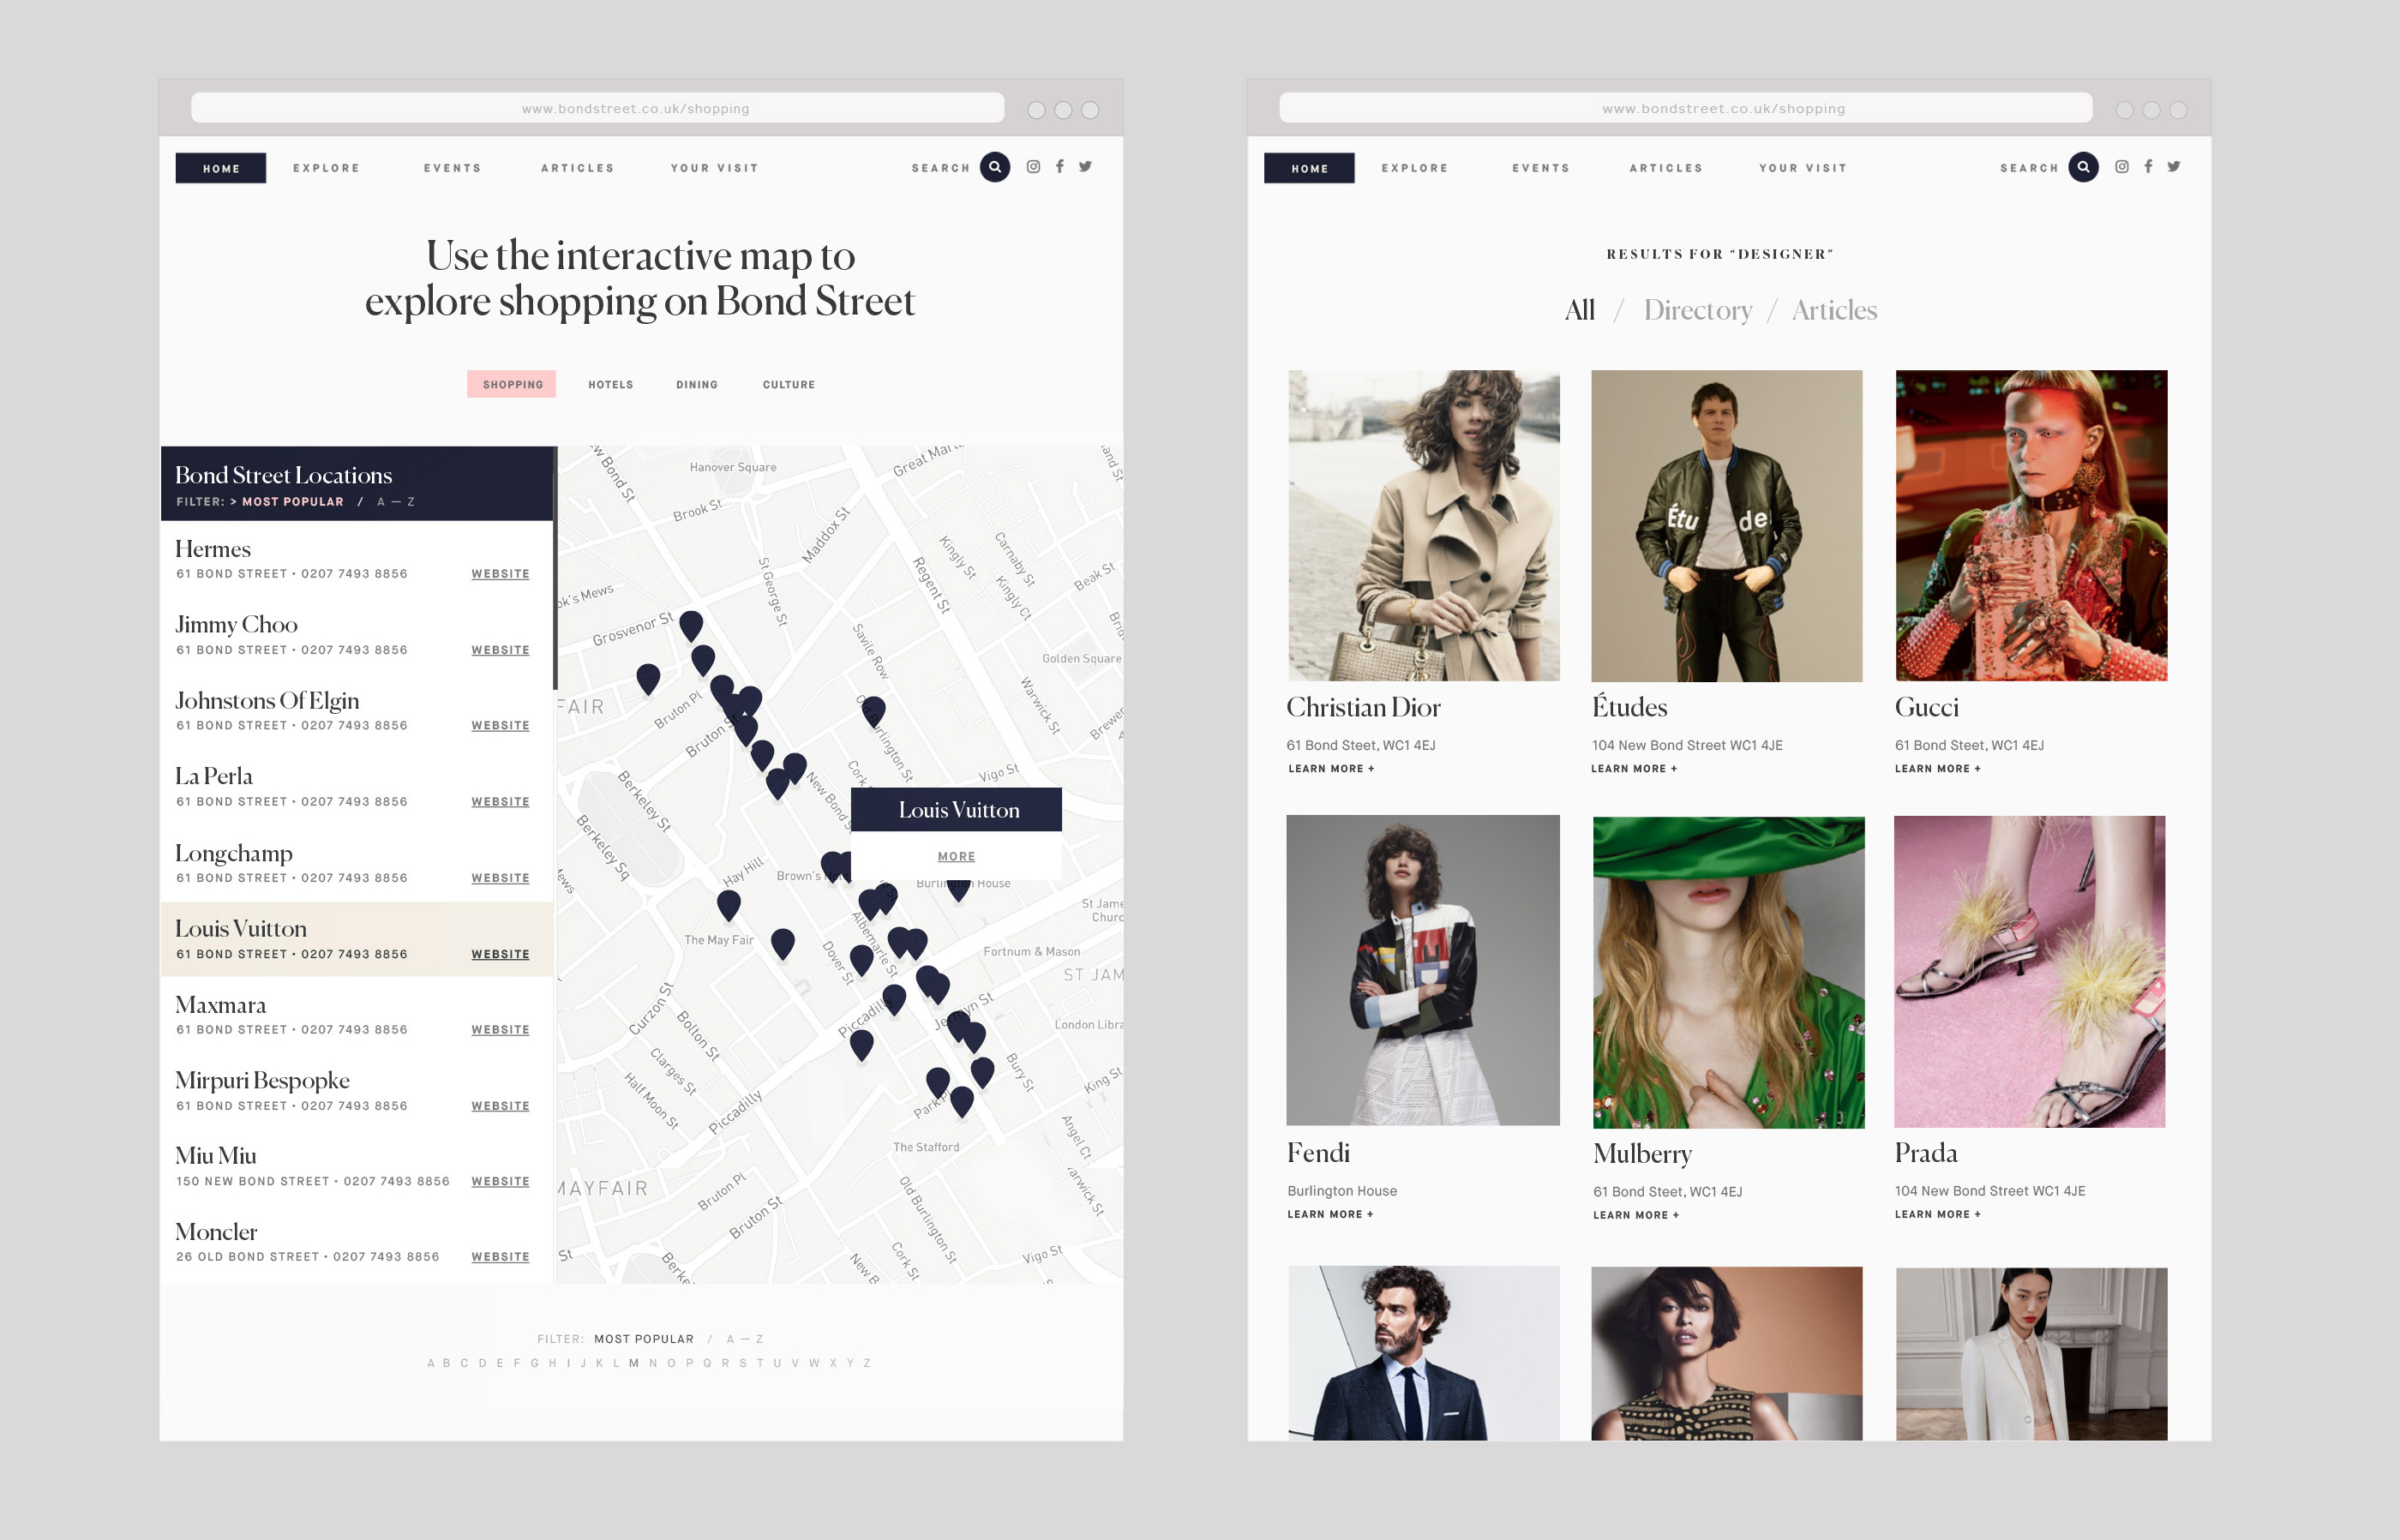 www.bondstreet.co.uk/shopping
HOME EXPLORE EVENTS ARTICLES YOUR VISIT SEARCH
Use the interactive map to
explore shopping on Bond Street
SHOPPING HOTELS DINING CULTURE
Bond Street Locations
FILTER: > MOST POPULAR / A — Z
Hermes
61 BOND STREET • 0207 7493 8856 WEBSITE
Jimmy Choo
61 BOND STREET • 0207 7493 8856 WEBSITE
Johnstons Of Elgin
61 BOND STREET • 0207 7493 8856 WEBSITE
La Perla
61 BOND STREET • 0207 7493 8856 WEBSITE
Longchamp
61 BOND STREET • 0207 7493 8856 WEBSITE
Louis Vuitton
61 BOND STREET • 0207 7493 8856 WEBSITE
Maxmara
61 BOND STREET • 0207 7493 8856 WEBSITE
Mirpuri Bespopke
61 BOND STREET • 0207 7493 8856 WEBSITE
Miu Miu
150 NEW BOND STREET • 0207 7493 8856 WEBSITE
Moncler
26 OLD BOND STREET • 0207 7493 8856 WEBSITE
Bond St
Hanover Square
Brook St
Maddox St
St George St
Regent St
Kingly St
Carnaby St
Kingly Ct
Beak St
Grosvenor St
Savile Row
Golden Square
Warwick St
FAIR
Bruton Pl
Bruton
Burlington St
Cork
Vigo St
New Bond S
Berkeley St
Berkeley Sq
Louis Vuitton
MORE
Hay Hill
Brown's
Burlington House
St Jame
Churc
The May Fair
Dover St
Albemarle St
Fortnum & Mason
ST JAM
Curzon St
Bolton St
Piccadilly
London Libra
Clarges St
Half Moon St
Piccadilly
Bury St
King St
Park Pl
Angel Ct
The Stafford
MAYFAIR
Bruton Pl
Bruton St
Old Burlington St
St
Berke
New B
Cork St
Vigo St
FILTER: MOST POPULAR / A — Z
A B C D E F G H I J K L M N O P Q R S T U V W X Y Z
www.bondstreet.co.uk/shopping
HOME EXPLORE EVENTS ARTICLES YOUR VISIT SEARCH
RESULTS FOR “DESIGNER”
All / Directory / Articles
Étu de
Christian Dior
61 Bond Steet, WC1 4EJ
LEARN MORE +
Études
104 New Bond Street WC1 4JE
LEARN MORE +
Gucci
61 Bond Steet, WC1 4EJ
LEARN MORE +
Fendi
Burlington House
LEARN MORE +
Mulberry
61 Bond Steet, WC1 4EJ
LEARN MORE +
Prada
104 New Bond Street WC1 4JE
LEARN MORE +